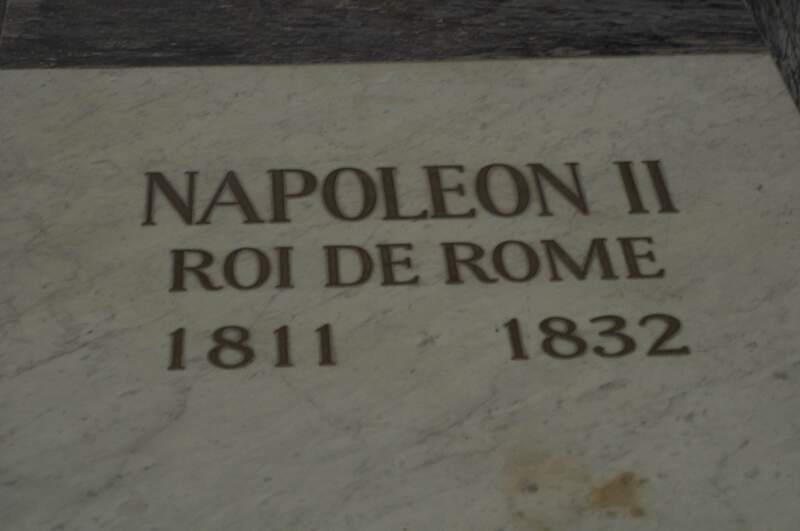 NAPOLEON II
ROI DE ROME
1811 1832